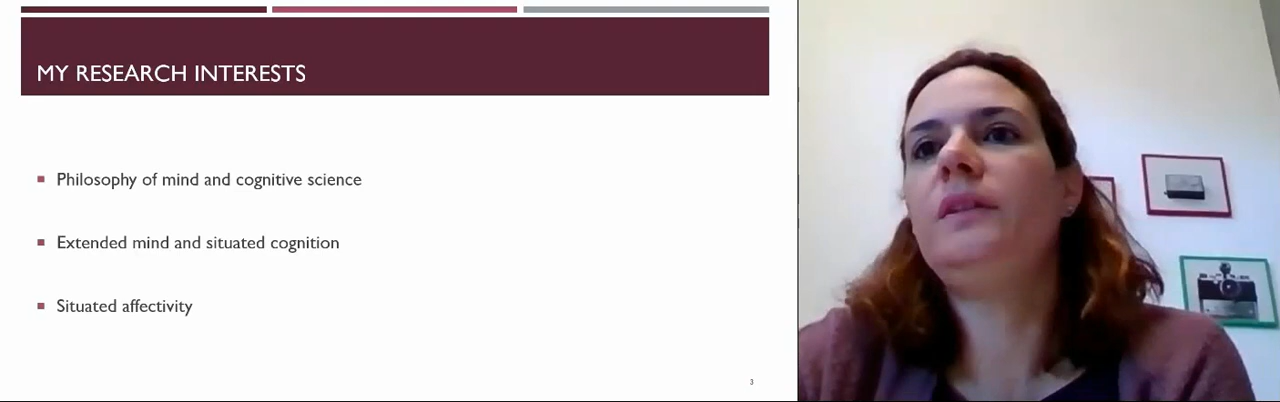 MY RESEARCH INTERESTS
Philosophy of mind and cognitive science
Extended mind and situated cognition
Situated affectivity
3